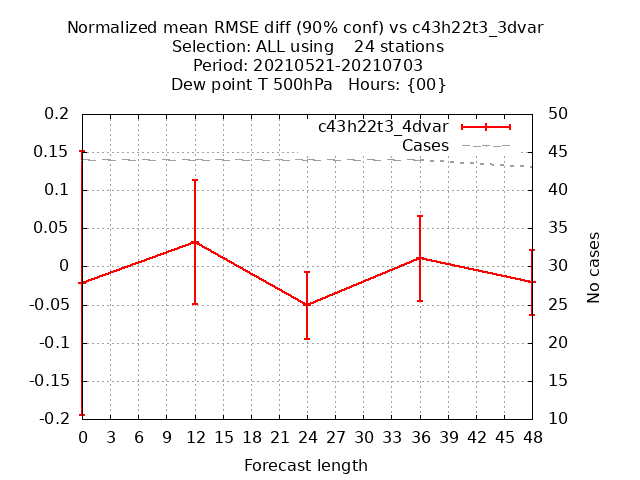 Normalized mean RMSE diff (90% conf) vs c43h22t3_3dvar
Selection: ALL using    24 stations
Period: 20210521-20210703
Dew point T 500hPa   Hours: {00}
c43h22t3_4dvar
Cases
0.2
0.15
0.1
0.05
0
-0.05
-0.1
-0.15
-0.2
50
45
40
35
30
25
20
15
10
No cases
0 3 6 9 12 15 18 21 24 27 30 33 36 39 42 45 48
Forecast length